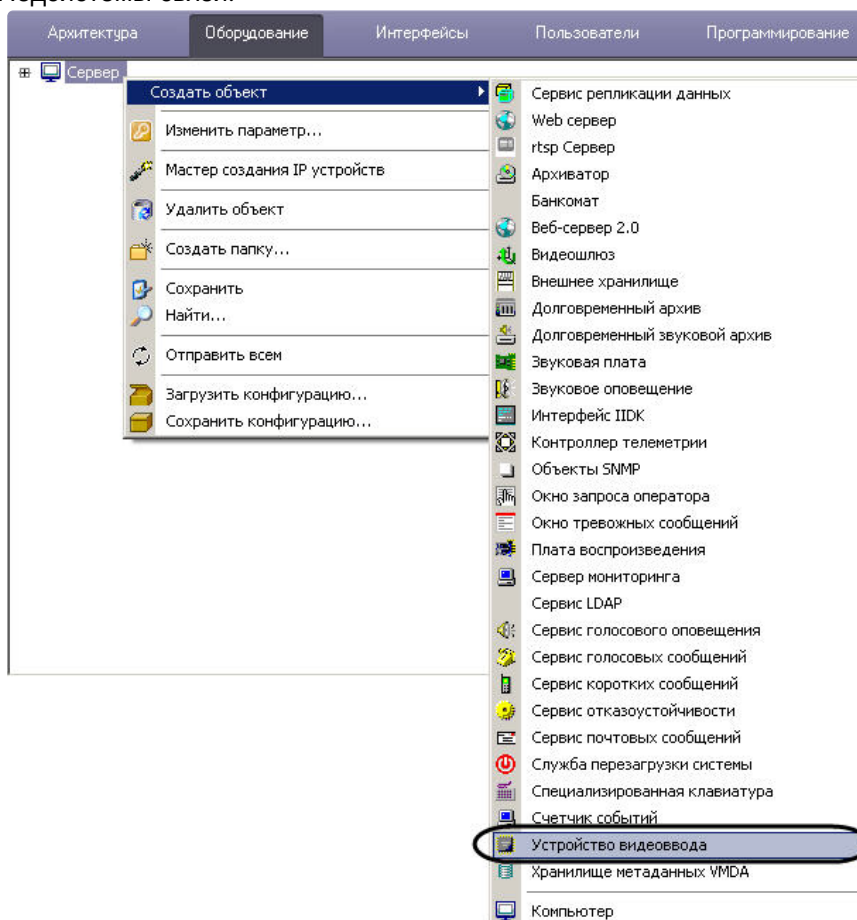 Архитектура Оборудование Интерфейсы Пользователи Программирование
Сервер
Создать объект
Изменить параметр...
Мастер создания IP устройств
Удалить объект
Создать папку...
Сохранить
Найти...
Отправить всем
Загрузить конфигурацию...
Сохранить конфигурацию...
Сервис репликации данных
Web сервер
rtsp Сервер
Архиватор
Банкомат
Веб-сервер 2.0
Видеошлюз
Внешнее хранилище
Долговременный архив
Долговременный звуковой архив
Звуковая плата
Звуковое оповещение
Интерфейс IIDK
Контроллер телеметрии
Объекты SNMP
Окно запроса оператора
Окно тревожных сообщений
Плата воспроизведения
Сервер мониторинга
Сервис LDAP
Сервис голосового оповещения
Сервис голосовых сообщений
Сервис коротких сообщений
Сервис отказоустойчивости
Сервис почтовых сообщений
Служба перезагрузки системы
Специализированная клавиатура
Счетчик событий
Устройство видеоввода
Хранилище метаданных VMDA
Компьютер